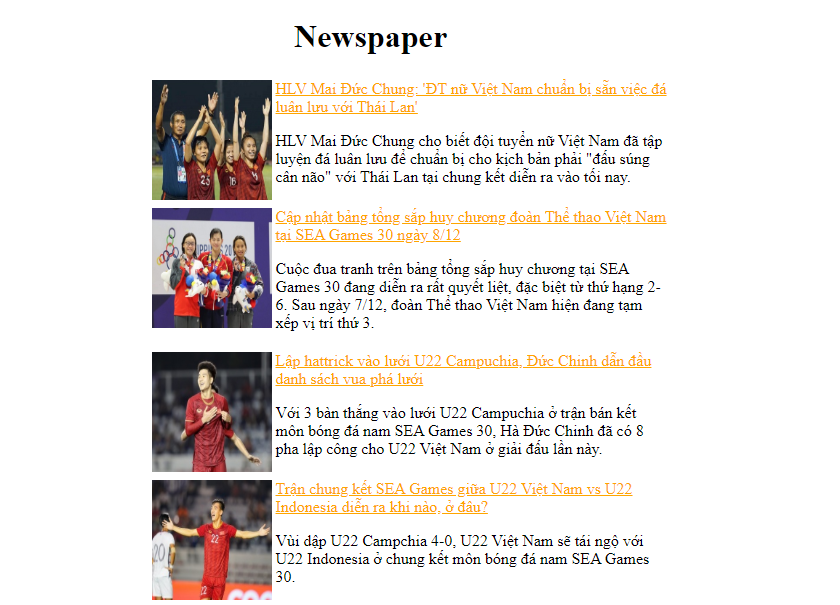 Newspaper
HLV Mai Đức Chung: 'ĐT nữ Việt Nam chuẩn bị sẵn việc đá
luân lưu với Thái Lan'
HLV Mai Đức Chung cho biết đội tuyển nữ Việt Nam đã tập
luyện đá luân lưu để chuẩn bị cho kịch bản phải "đấu súng
cân não" với Thái Lan tại chung kết diễn ra vào tối nay.
Cập nhật bảng tổng sắp huy chương đoàn Thể thao Việt Nam
tại SEA Games 30 ngày 8/12
Cuộc đua tranh trên bảng tổng sắp huy chương tại SEA
Games 30 đang diễn ra rất quyết liệt, đặc biệt từ thứ hạng 2-
6. Sau ngày 7/12, đoàn Thể thao Việt Nam hiện đang tạm
xếp vị trí thứ 3.
Lập hattrick vào lưới U22 Campuchia, Đức Chinh dẫn đầu
danh sách vua phá lưới
Với 3 bàn thắng vào lưới U22 Campuchia ở trận bán kết
môn bóng đá nam SEA Games 30, Hà Đức Chinh đã có 8
pha lập công cho U22 Việt Nam ở giải đấu lần này.
Trận chung kết SEA Games giữa U22 Việt Nam vs U22
Indonesia diễn ra khi nào, ở đâu?
Vùi dập U22 Campchia 4-0, U22 Việt Nam sẽ tái ngộ với
U22 Indonesia ở chung kết môn bóng đá nam SEA Games
30.